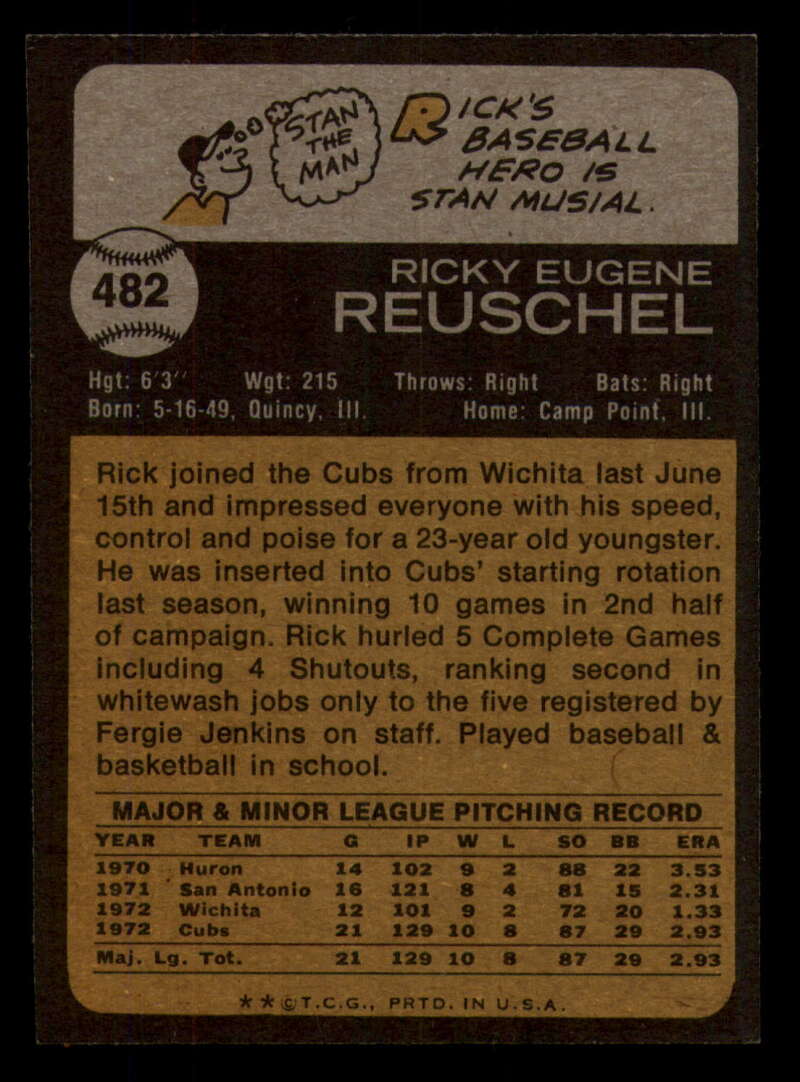 STAN
THE
MAN
RICK'S
BASEBALL
HERO IS
STAN MUSIAL.
482
RICKY EUGENE
REUSCHEL
Hgt: 6'3" Wgt: 215 Throws: Right Bats: Right
Born: 5-16-49, Quincy, Ill. Home: Camp Point, Ill.
Rick joined the Cubs from Wichita last June
15th and impressed everyone with his speed,
control and poise for a 23-year old youngster.
He was inserted into Cubs' starting rotation
last season, winning 10 games in 2nd half
of campaign. Rick hurled 5 Complete Games
including 4 Shutouts, ranking second in
whitewash jobs only to the five registered by
Fergie Jenkins on staff. Played baseball &
basketball in school.
MAJOR & MINOR LEAGUE PITCHING RECORD
YEAR TEAM G IP W L SO BB ERA
1970 Huron 14 102 9 2 88 22 3.53
1971 San Antonio 16 121 8 4 81 15 2.31
1972 Wichita 12 101 9 2 72 20 1.33
1972 Cubs 21 129 10 8 87 29 2.93
Maj. Lg. Tot. 21 129 10 8 87 29 2.93
**©T.C.G., PRTD. IN U.S.A.